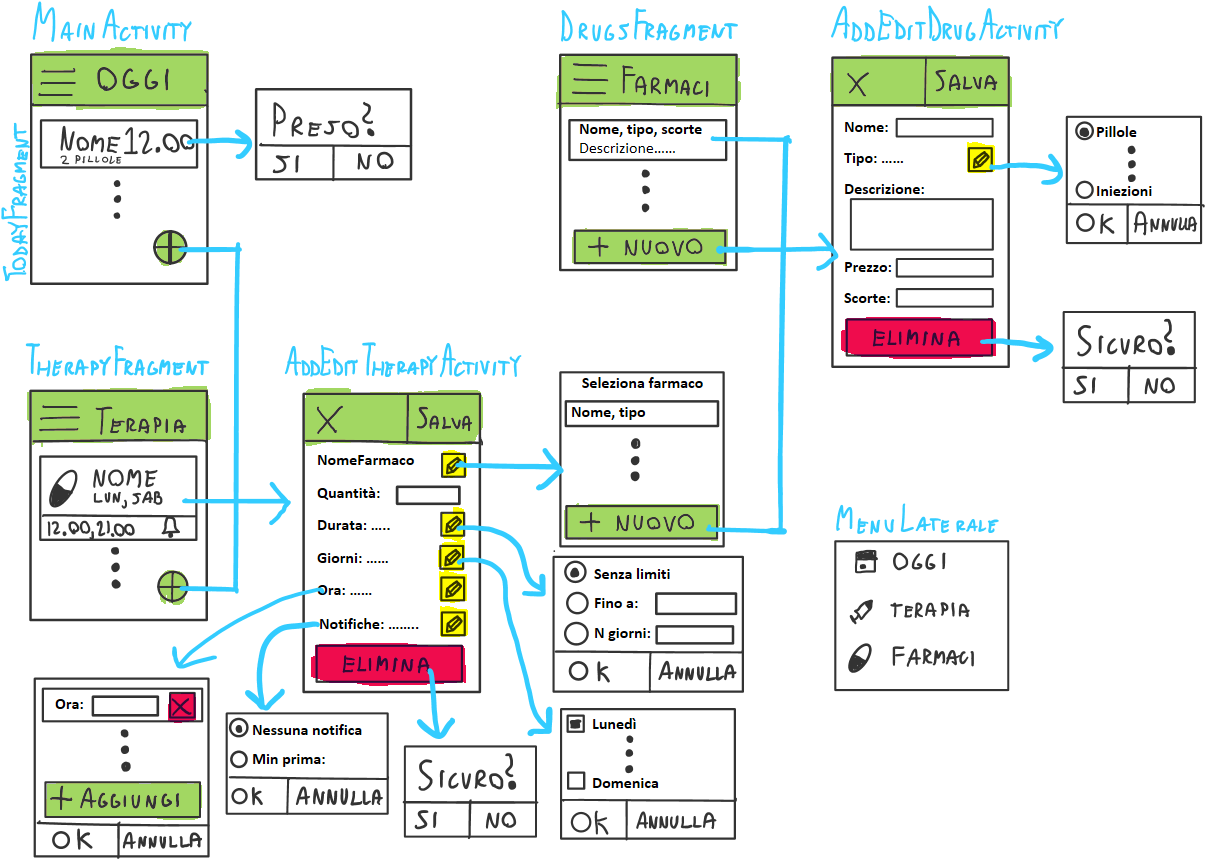 MAINACTIVITY
OGGI
TODAYFRAGMENT
NOME 12.00
2 PILLOLE
PRESO?
SI NO
DRUGSFRAGMENT
FARMACI
Nome, tipo, scorte
Descrizione......
+ NUOVO
ADDEDITDRUGACTIVITY
X SALVA
Nome:
Tipo: ......
Descrizione:
Prezzo:
Scorte:
ELIMINA
Pillole
Iniezioni
OK ANNULLA
SICURO?
SI NO
THERAPYFRAGMENT
TERAPIA
NOME
LUN, SAB
12.00, 21.00
ADDEDITTHERAPYACTIVITY
X SALVA
NomeFarmaco
Quantità:
Durata: .....
Giorni: ......
Ora: ......
Notifiche: ........
ELIMINA
Seleziona farmaco
Nome, tipo
+ NUOVO
Senza limiti
Fino a:
N giorni:
OK ANNULLA
MENULATERALE
OGGI
TERAPIA
FARMACI
Ora: X
+ AGGIUNGI
OK ANNULLA
Nessuna notifica
Min prima:
OK ANNULLA
SICURO?
SI NO
Lunedì
Domenica
OK ANNULLA